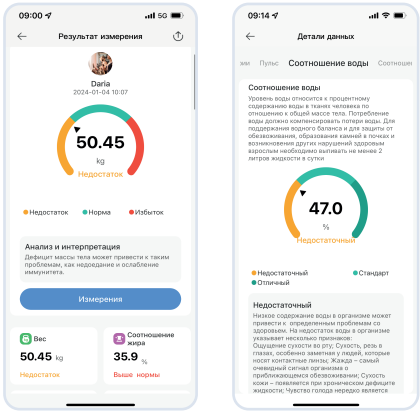 09:00
5G
Результат измерения
Daria
2024-01-04 10:07
50.45
kg
Недостаток
Недостаток
Норма
Избыток
Анализ и интерпретация
Дефицит массы тела может привести к таким
проблемам, как недоедание и ослабление
иммунитета.
Измерения
Вес
50.45 kg
Недостаток
Соотношение
жира
35.9 %
Выше нормы
09:14
Детали данных
Пульс
Соотношение воды
Соотношен
Соотношение воды
Уровень воды относится к процентному
содержанию воды в тканях человека по
отношению к общей массе тела. Потребление
воды должно компенсировать потери воды. Для
поддержания водного баланса и для защиты от
обезвоживания, образования камней в почках и
возникновения других нарушений здоровым
взрослым необходимо выпивать не менее 2
литров жидкости в сутки
47.0
%
Недостаточный
Недостаточный
Стандарт
Отличный
Недостаточный
Низкое содержание воды в организме может
привести к определенным проблемам со
здоровьем. На недостаток воды в организме
указывает несколько признаков:
Ощущение сухости во рту; Сухость, резь в
глазах, особенно заметная у людей, которые
носят контактные линзы; Жажда – самый
очевидный сигнал организма о
приближающемся обезвоживании; Сухость
кожи – появляется при хроническом дефиците
жидкости; Чувство голода нередко является